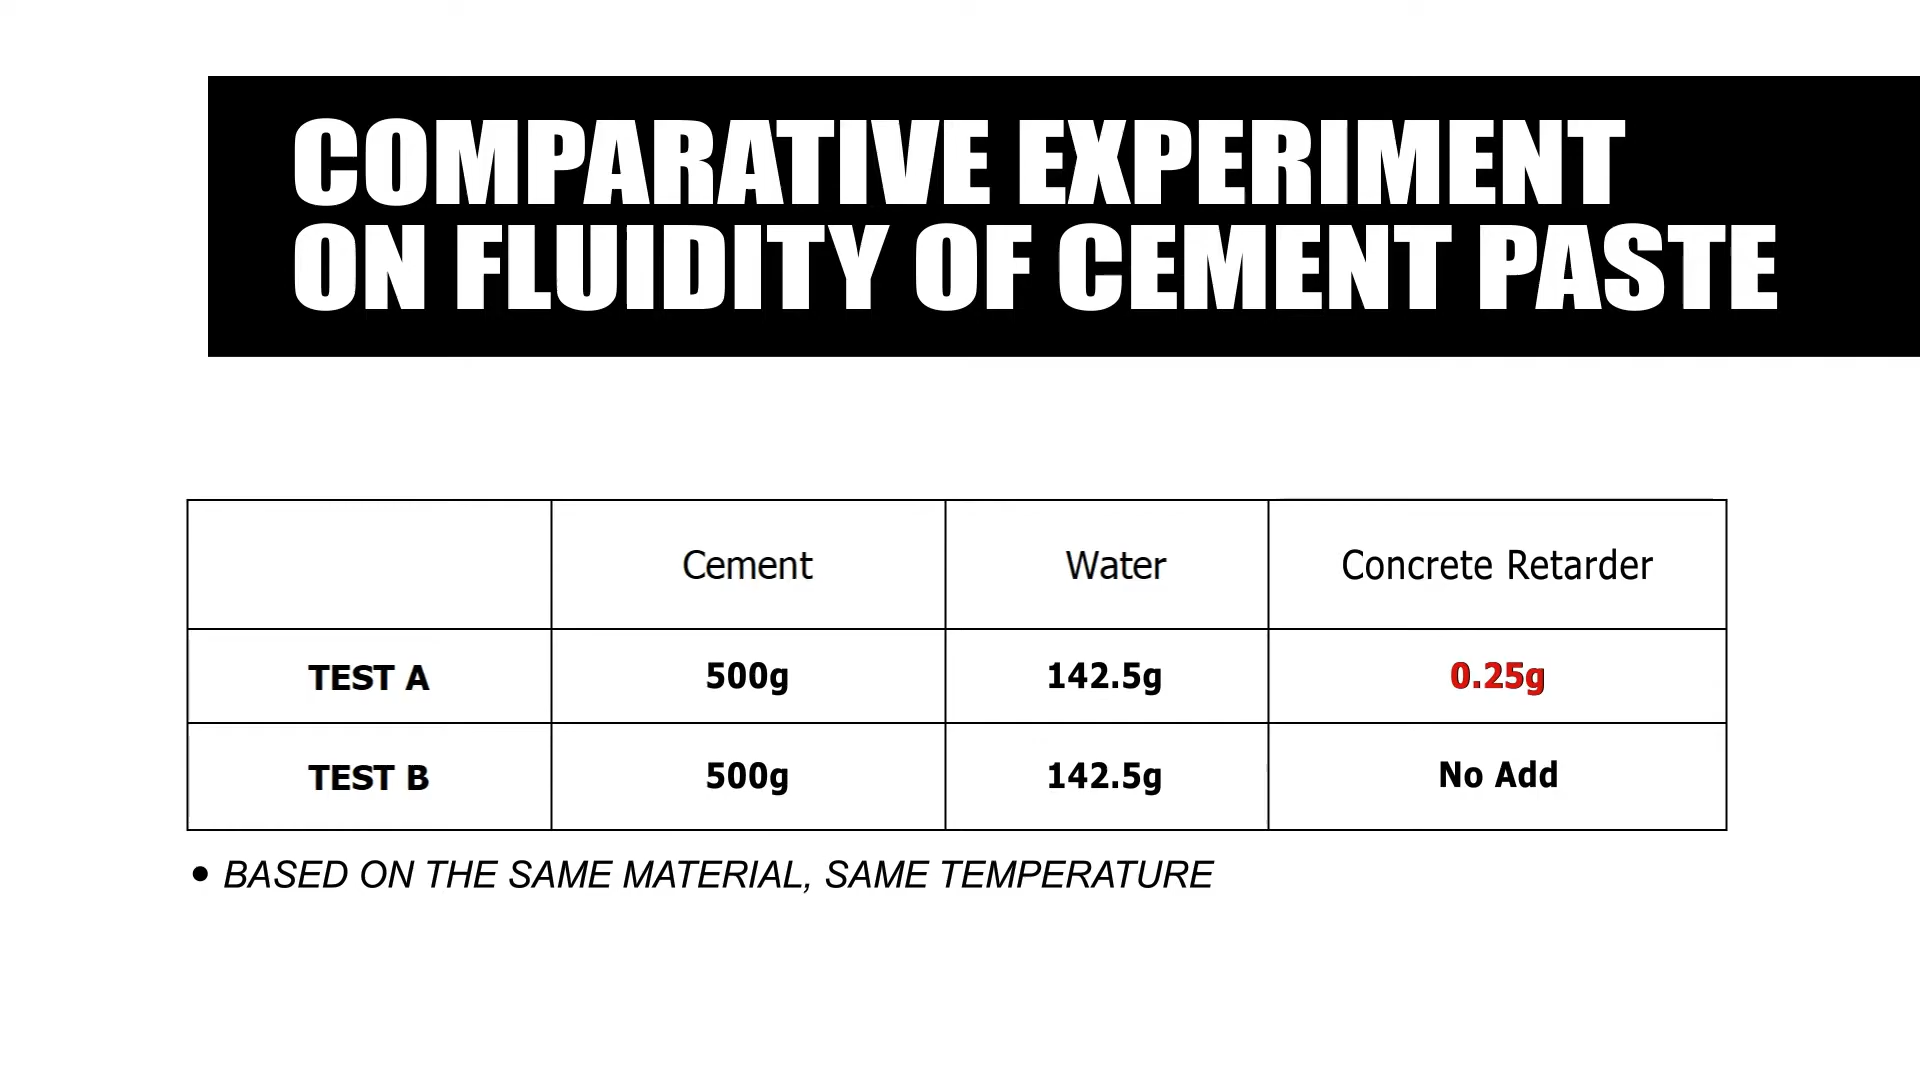 COMPARATIVE EXPERIMENT
ON FLUIDITY OF CEMENT PASTE
Cement Water Concrete Retarder
TEST A 500g 142.5g 0.25g
TEST B 500g 142.5g No Add
• BASED ON THE SAME MATERIAL, SAME TEMPERATURE